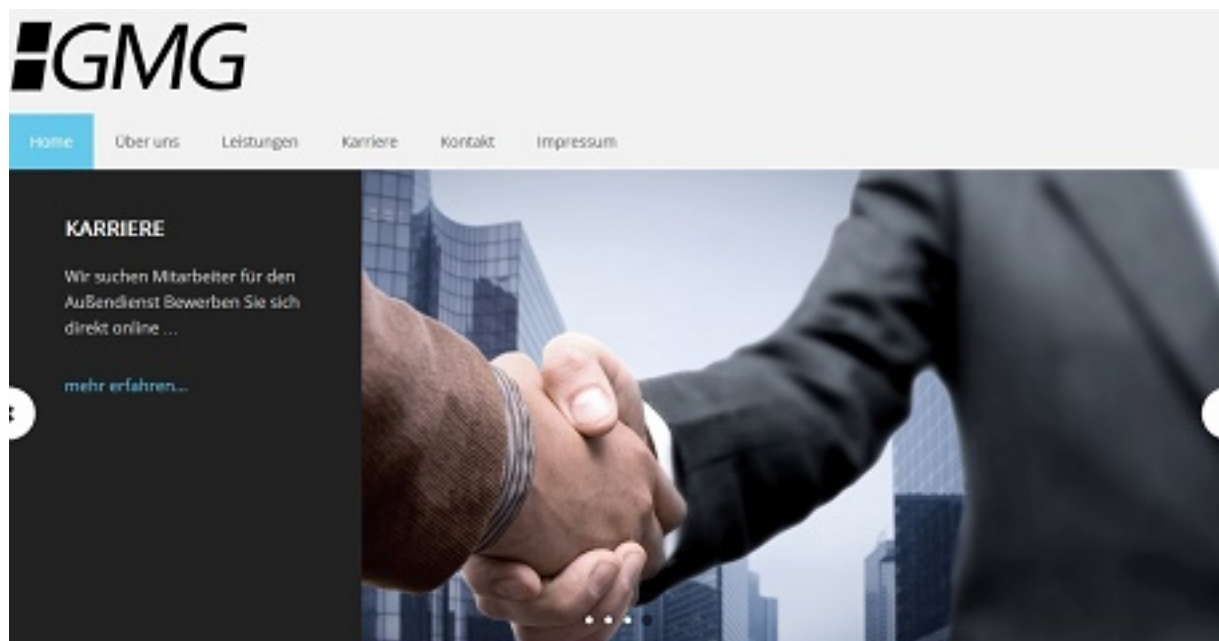 GMG
Home Über uns Leistungen Karriere Kontakt Impressum
KARRIERE
Wir suchen Mitarbeiter für den
Außendienst Bewerben Sie sich
direkt online ...
mehr erfahren...